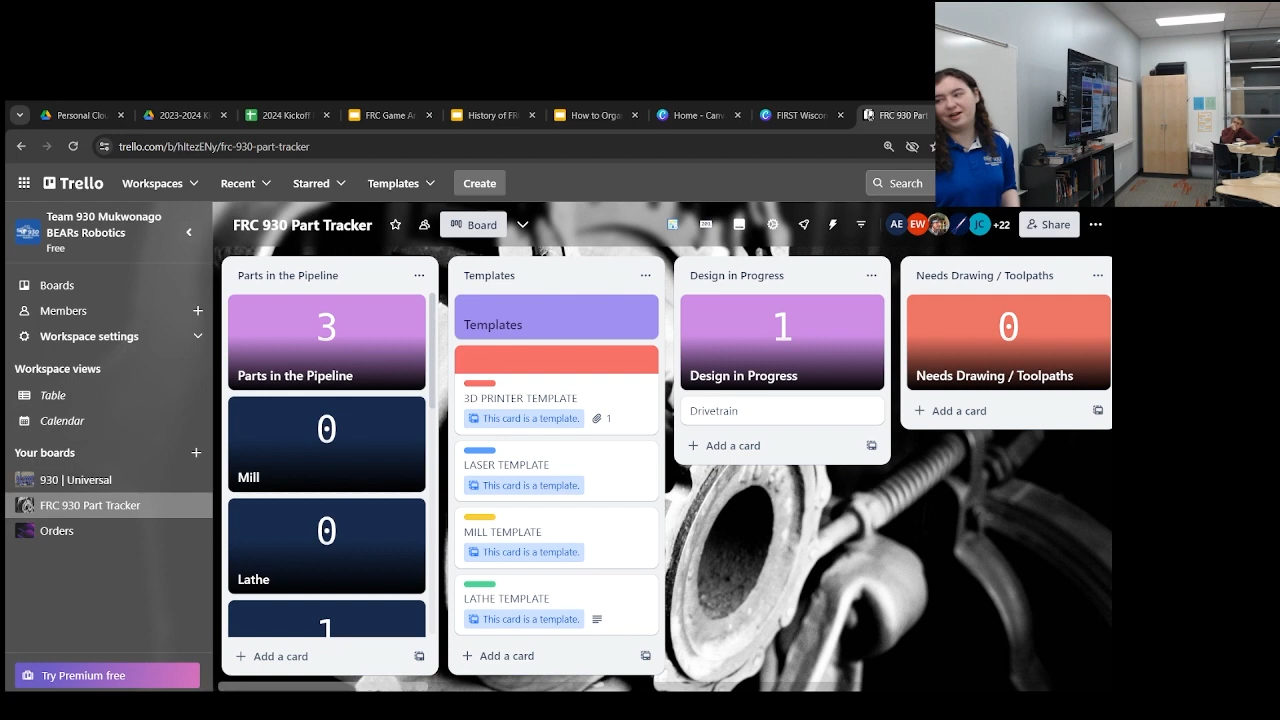 Personal Clou
2023-2024 Ki
2024 Kickoff
FRC Game An
History of FR
How to Orga
Home - Canv
FIRST Wiscon
FRC 930 Part
trello.com/b/hItezENy/frc-930-part-tracker
Trello
Workspaces
Recent
Starred
Templates
Create
Search
Team 930 Mukwonago
BEARs Robotics
Free
FRC 930 Part Tracker
Board
AE
EW
JC
+22
Share
Boards
Members
Workspace settings
Workspace views
Table
Calendar
Your boards
930 | Universal
FRC 930 Part Tracker
Orders
Try Premium free
Parts in the Pipeline
3
Parts in the Pipeline
0
Mill
0
Lathe
1
Add a card
Templates
Templates
3D PRINTER TEMPLATE
This card is a template.
1
LASER TEMPLATE
This card is a template.
MILL TEMPLATE
This card is a template.
LATHE TEMPLATE
This card is a template.
Add a card
Design in Progress
1
Design in Progress
Drivetrain
Add a card
Needs Drawing / Toolpaths
0
Needs Drawing / Toolpaths
Add a card